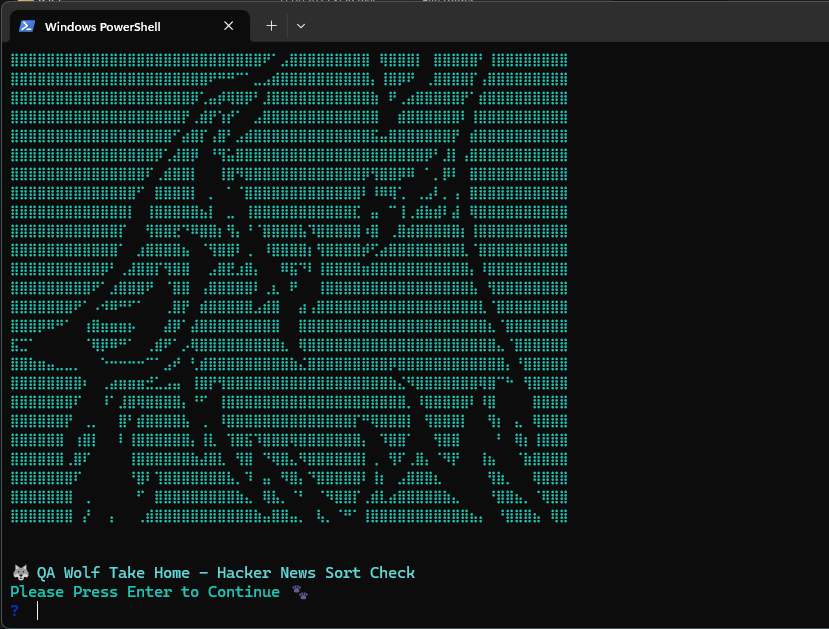 Windows PowerShell
QA Wolf Take Home - Hacker News Sort Check
Please Press Enter to Continue
?